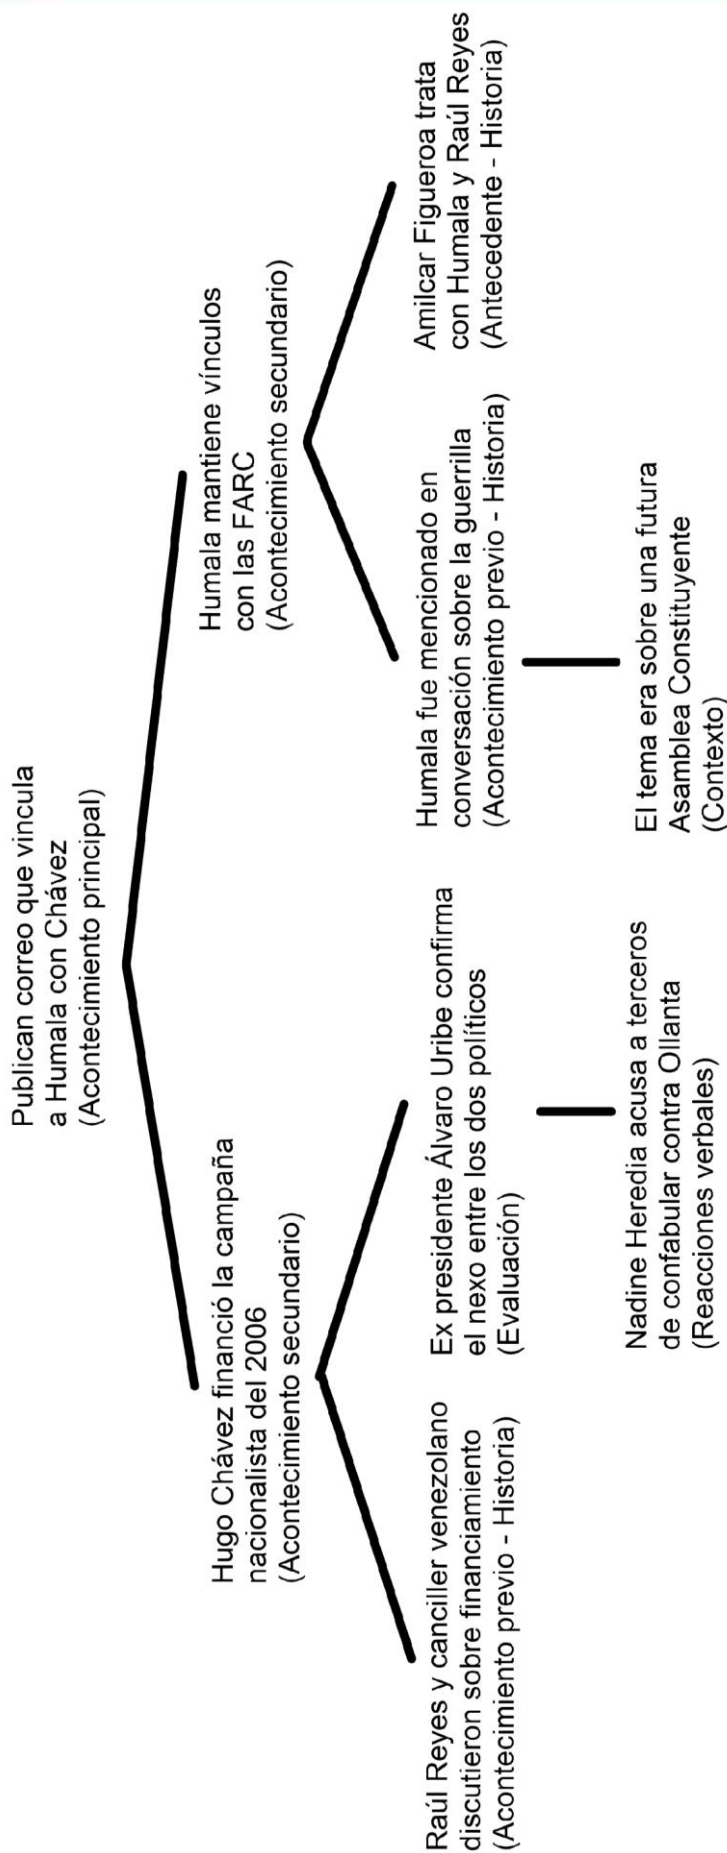 Publican correo que vincula
a Humala con Chávez
(Acontecimiento principal)
Hugo Chávez financió la campaña
nacionalista del 2006
(Acontecimiento secundario)
Humala mantiene vínculos
con las FARC
(Acontecimiento secundario)
Raúl Reyes y canciller venezolano
discutieron sobre financiamiento
(Acontecimiento previo - Historia)
Ex presidente Álvaro Uribe confirma
el nexo entre los dos políticos
(Evaluación)
Humala fue mencionado en
conversación sobre la guerrilla
(Acontecimiento previo - Historia)
Amilcar Figueroa trata
con Humala y Raúl Reyes
(Antecedente - Historia)
Nadine Heredia acusa a terceros
de confabular contra Ollanta
(Reacciones verbales)
El tema era sobre una futura
Asamblea Constituyente
(Contexto)